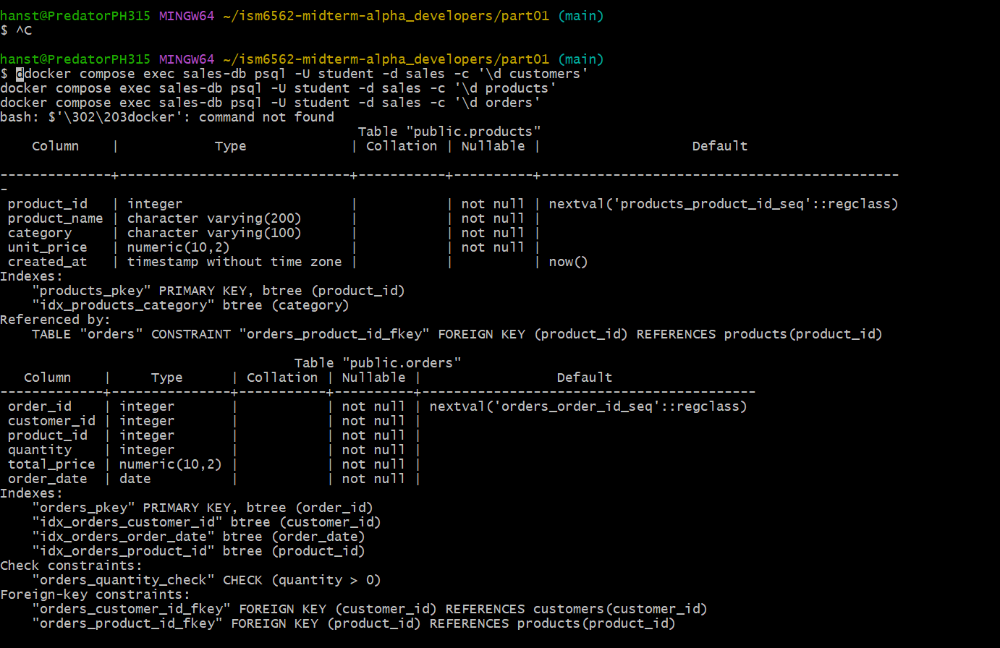 hanst@PredatorPH315 MINGW64 ~/ism6562-midterm-alpha_developers/part01 (main)
$ ^C
hanst@PredatorPH315 MINGW64 ~/ism6562-midterm-alpha_developers/part01 (main)
$ ddocker compose exec sales-db psql -U student -d sales -c '\d customers'
docker compose exec sales-db psql -U student -d sales -c '\d products'
docker compose exec sales-db psql -U student -d sales -c '\d orders'
bash: $'\302\203docker': command not found
                                             Table "public.products"
    Column    |            Type             | Collation | Nullable |                   Default
--------------+-----------------------------+-----------+----------+---------------------------------------------
-
 product_id   | integer                     |           | not null | nextval('products_product_id_seq'::regclass)
 product_name | character varying(200)      |           | not null |
 category     | character varying(100)      |           | not null |
 unit_price   | numeric(10,2)               |           | not null |
 created_at   | timestamp without time zone |           |          | now()
Indexes:
    "products_pkey" PRIMARY KEY, btree (product_id)
    "idx_products_category" btree (category)
Referenced by:
    TABLE "orders" CONSTRAINT "orders_product_id_fkey" FOREIGN KEY (product_id) REFERENCES products(product_id)
                                     Table "public.orders"
   Column    |     Type      | Collation | Nullable |                 Default
-------------+---------------+-----------+----------+------------------------------------------
 order_id    | integer       |           | not null | nextval('orders_order_id_seq'::regclass)
 customer_id | integer       |           | not null |
 product_id  | integer       |           | not null |
 quantity    | integer       |           | not null |
 total_price | numeric(10,2) |           | not null |
 order_date  | date          |           | not null |
Indexes:
    "orders_pkey" PRIMARY KEY, btree (order_id)
    "idx_orders_customer_id" btree (customer_id)
    "idx_orders_order_date" btree (order_date)
    "idx_orders_product_id" btree (product_id)
Check constraints:
    "orders_quantity_check" CHECK (quantity > 0)
Foreign-key constraints:
    "orders_customer_id_fkey" FOREIGN KEY (customer_id) REFERENCES customers(customer_id)
    "orders_product_id_fkey" FOREIGN KEY (product_id) REFERENCES products(product_id)